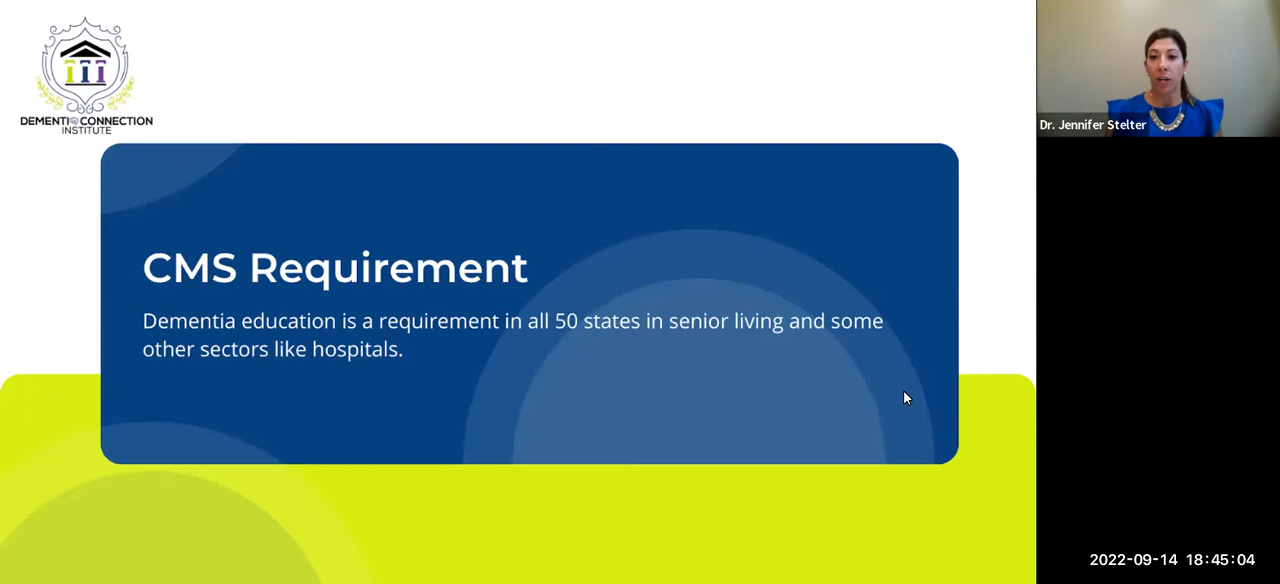 DEMENTIA CONNECTION
INSTITUTE
CMS Requirement
Dementia education is a requirement in all 50 states in senior living and some
other sectors like hospitals.
Dr. Jennifer Stelter
2022-09-14 18:45:04